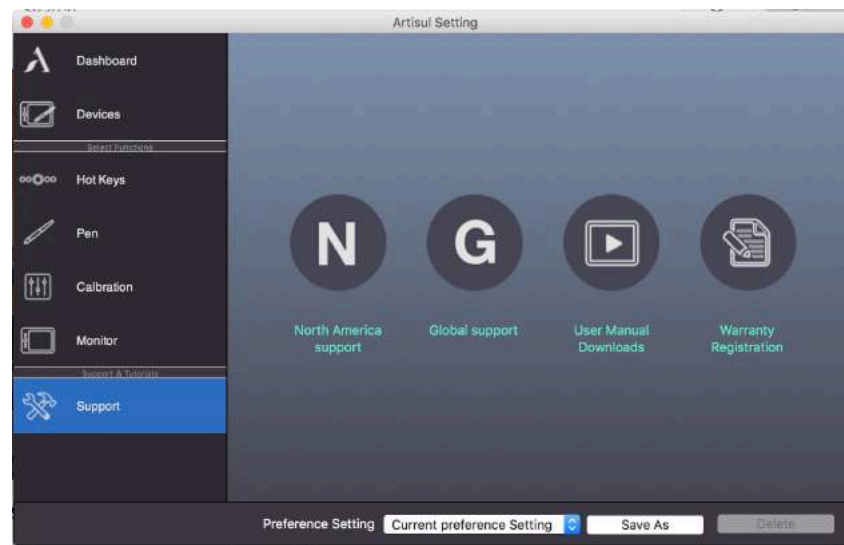 Artisul Setting
Dashboard
Devices
Select Functions
Hot Keys
Pen
Calbration
Monitor
Support & Tutorials
Support
N
G
North America
support
Global support
User Manual
Downloads
Warranty
Registration
Preference Setting
Current preference Setting
Save As
Delete